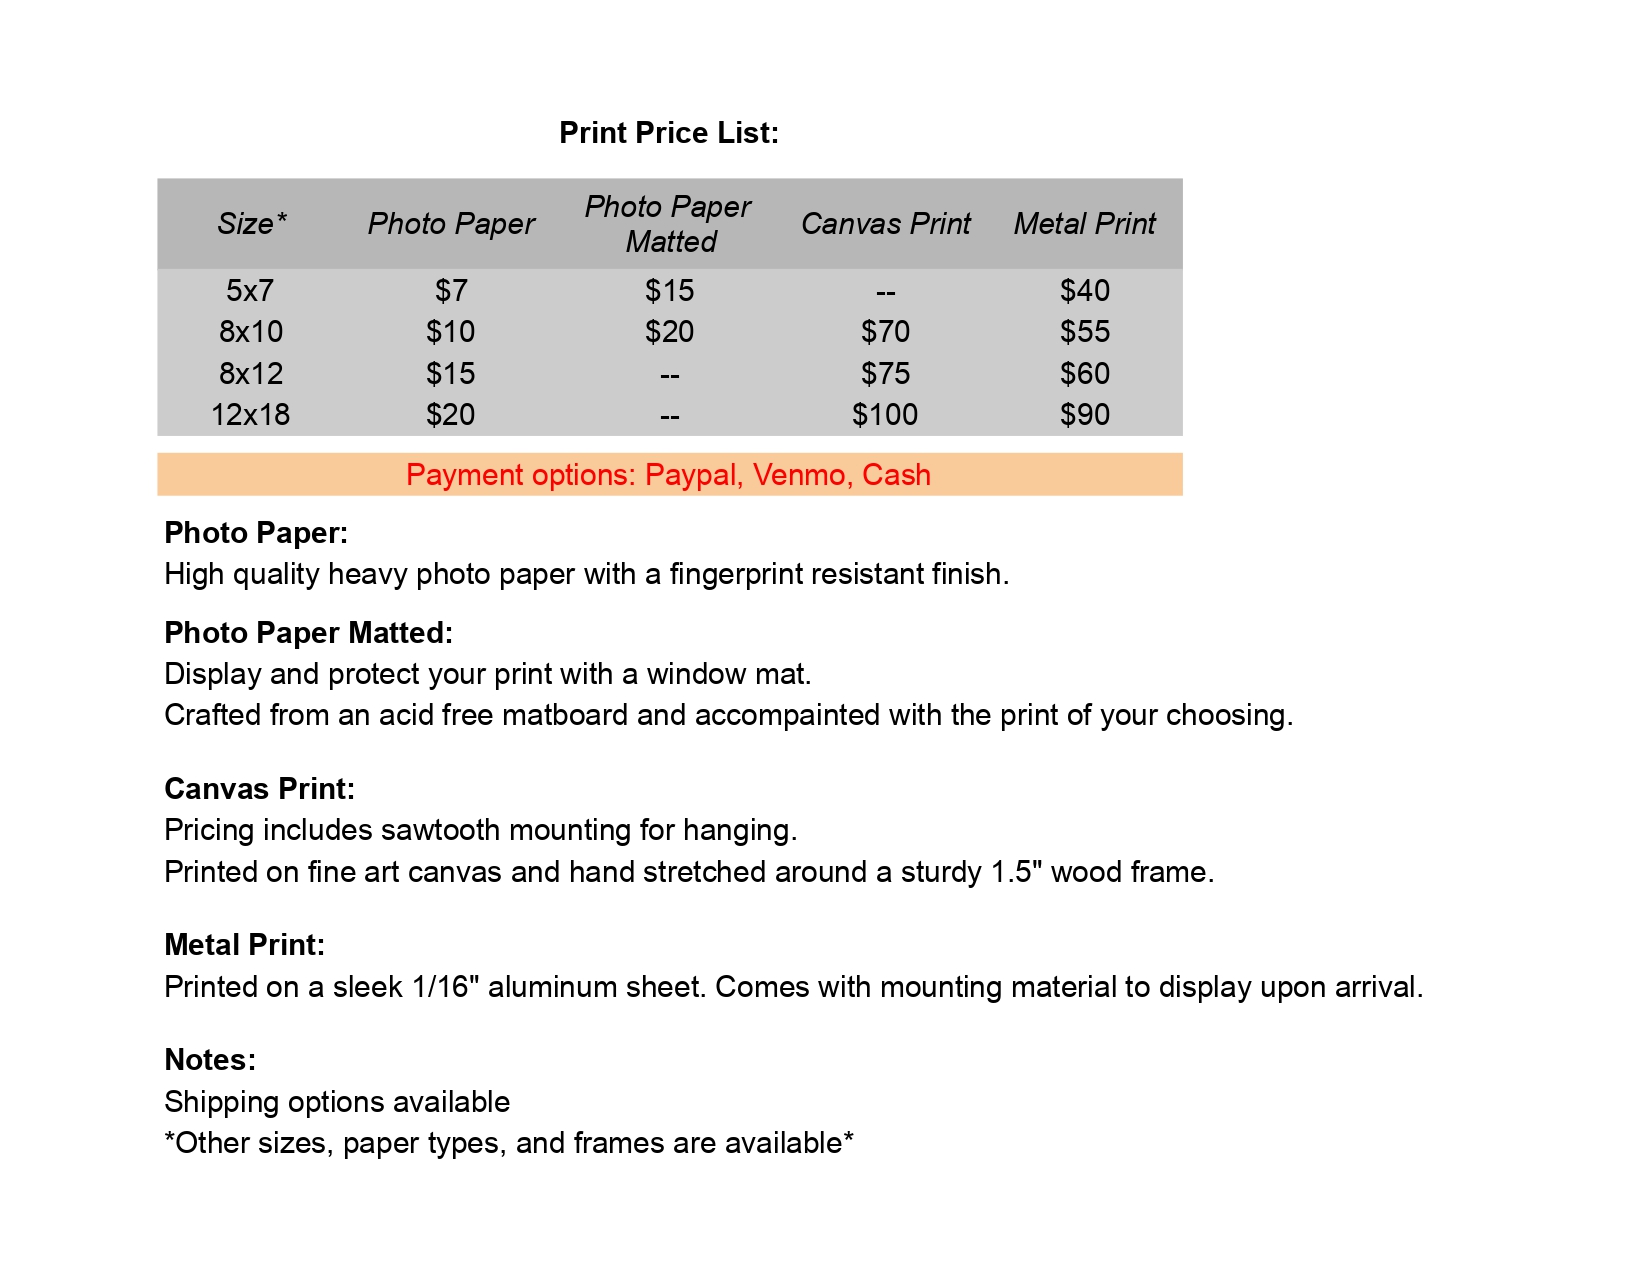 Print Price List:
Size* Photo Paper Photo Paper Matted Canvas Print Metal Print
5x7 $7 $15 -- $40
8x10 $10 $20 $70 $55
8x12 $15 -- $75 $60
12x18 $20 -- $100 $90
Payment options: Paypal, Venmo, Cash
Photo Paper:
High quality heavy photo paper with a fingerprint resistant finish.
Photo Paper Matted:
Display and protect your print with a window mat.
Crafted from an acid free matboard and accompainted with the print of your choosing.
Canvas Print:
Pricing includes sawtooth mounting for hanging.
Printed on fine art canvas and hand stretched around a sturdy 1.5" wood frame.
Metal Print:
Printed on a sleek 1/16" aluminum sheet. Comes with mounting material to display upon arrival.
Notes:
Shipping options available
*Other sizes, paper types, and frames are available*